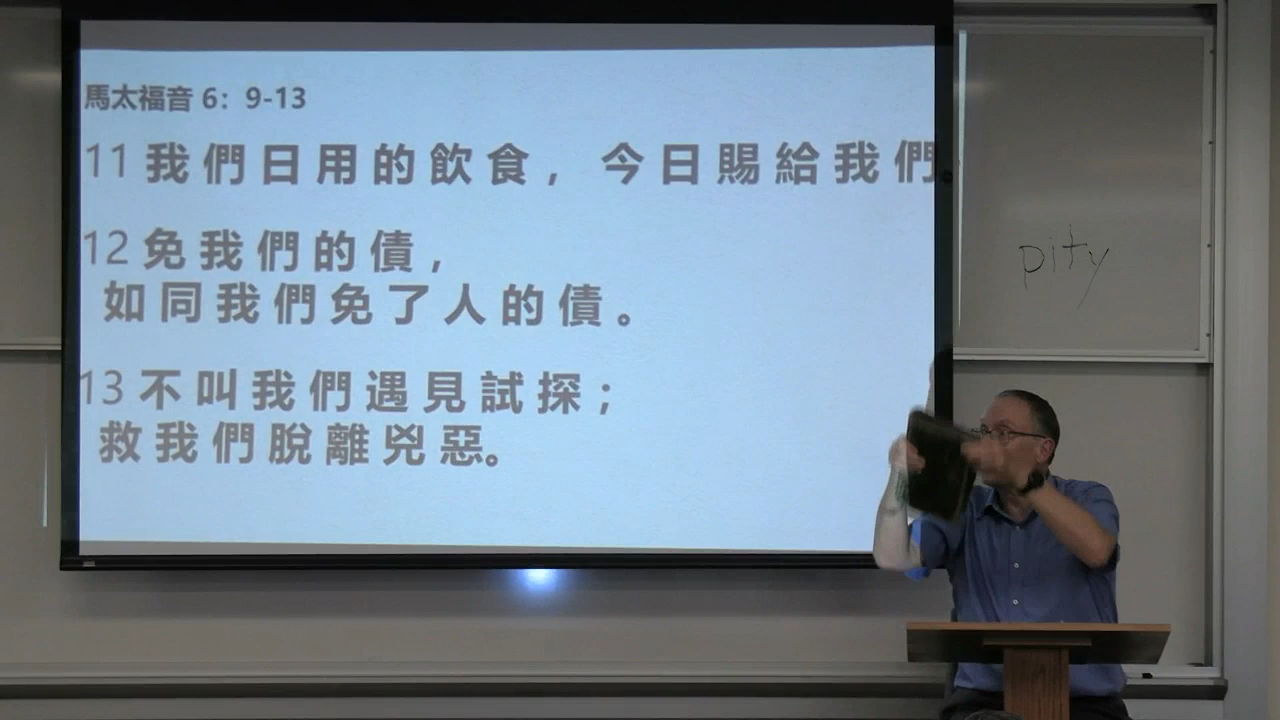 馬太福音 6：9-13
11 我們日用的飲食，今日賜給我們
12 免我們的債，
如同我們免了人的債。
13 不叫我們遇見試探；
救我們脫離兇惡。
pity